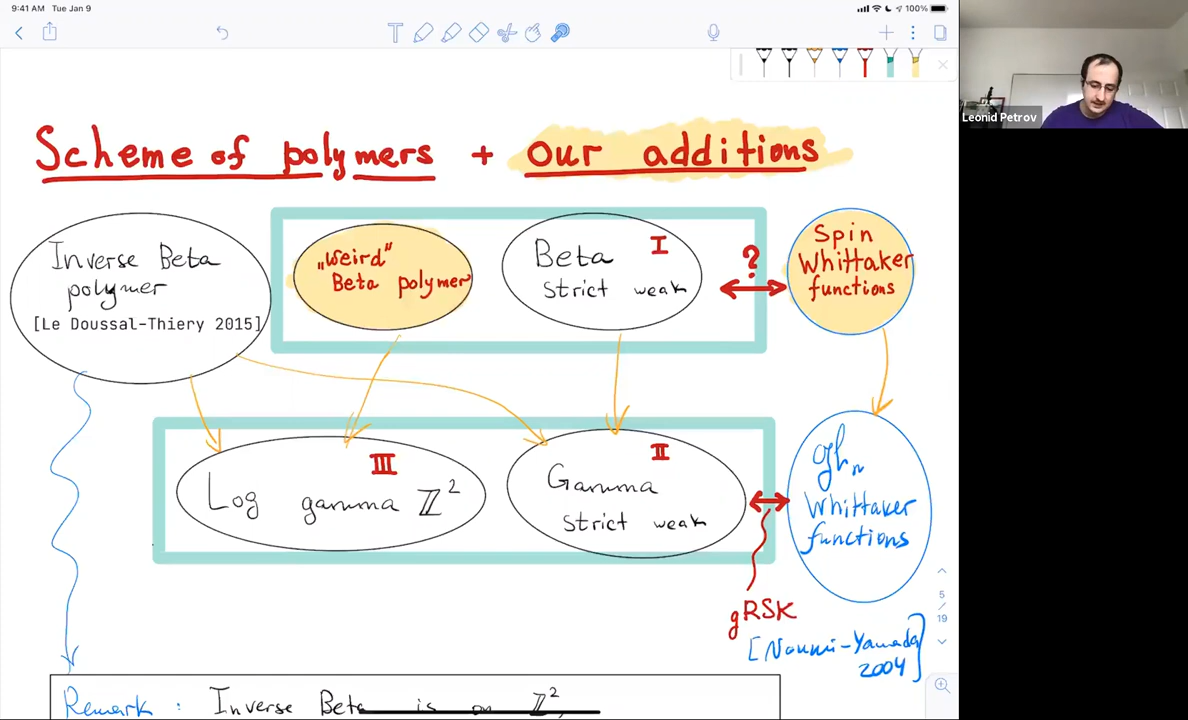 9:41 AM Tue Jan 9
100%
Leonid Petrov
Scheme of polymers + our additions
Inverse Beta
polymer
[Le Doussal-Thiery 2015]
„Weird"
Beta polymer
I
Beta
strict weak
?
Spin
Whittaker
functions
III
Log gamma ℤ²
II
Gamma
strict weak
glₙ
Whittaker
functions
gRSK
[Noumi-Yamada
2004]
5
/
19
Remark : Inverse Beta is on ℤ²,